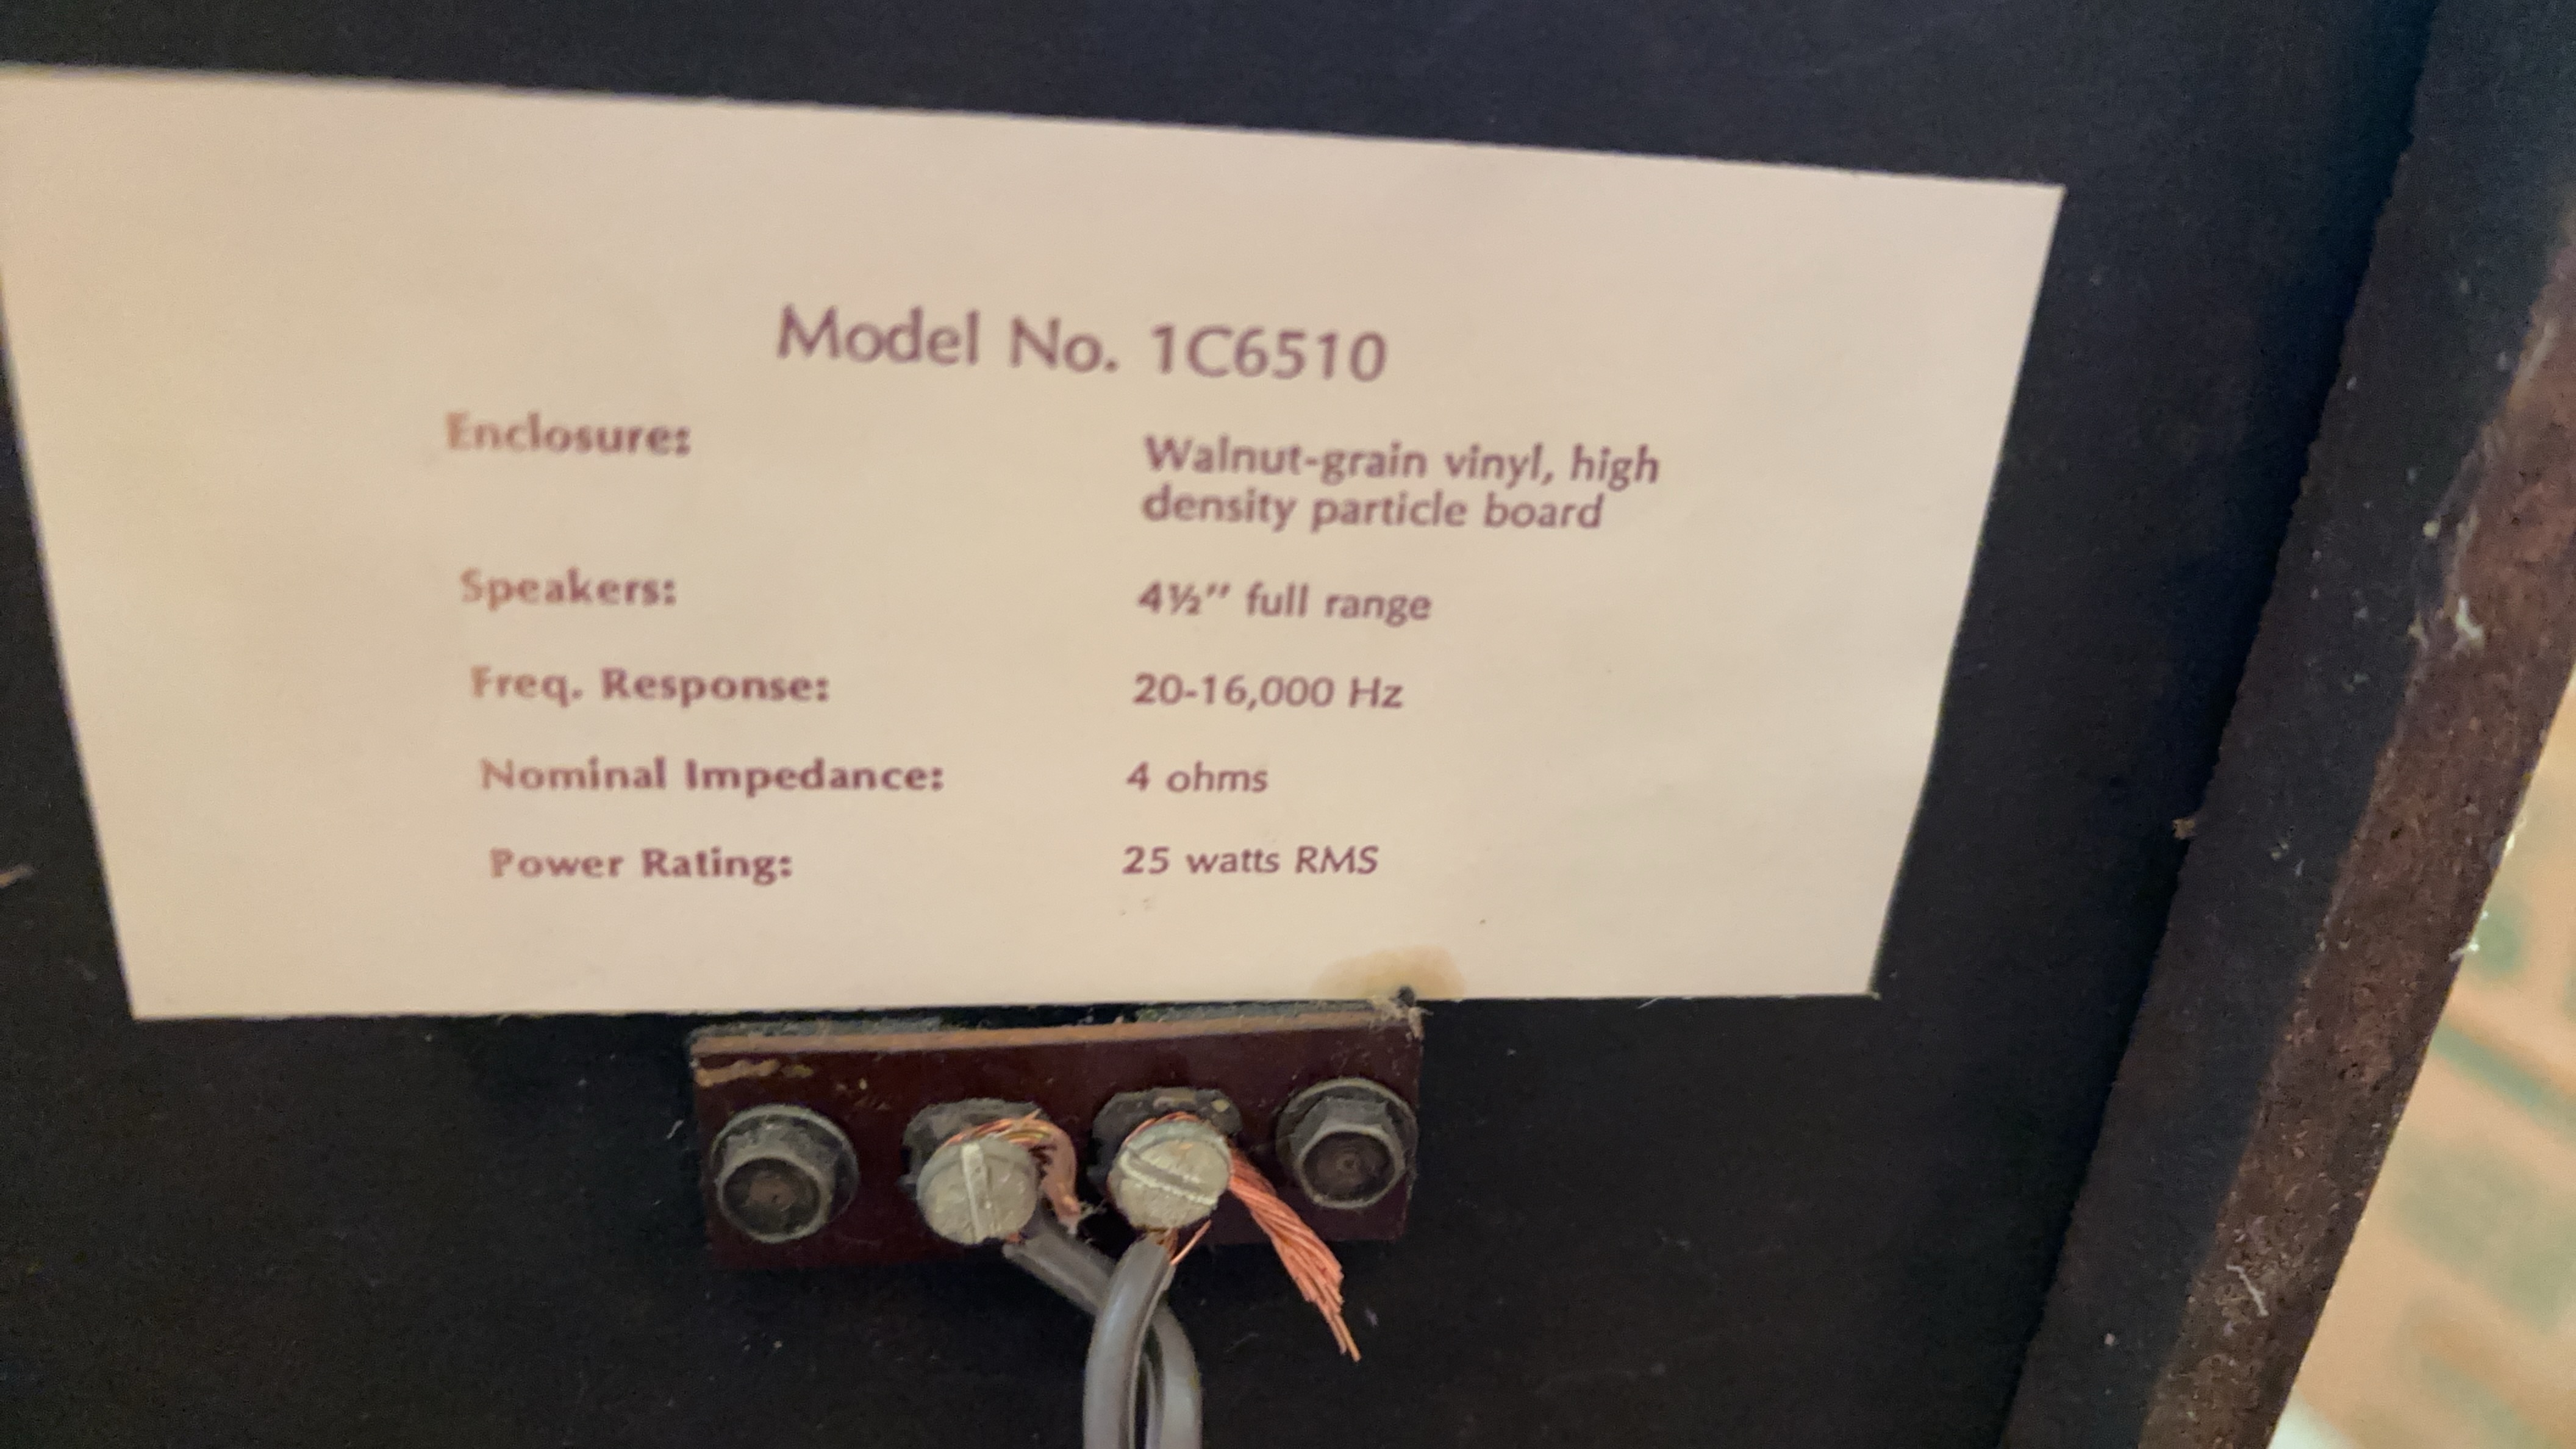 Model No. 1C6510
Enclosure: Walnut-grain vinyl, high
density particle board
Speakers: 4½" full range
Freq. Response: 20-16,000 Hz
Nominal Impedance: 4 ohms
Power Rating: 25 watts RMS